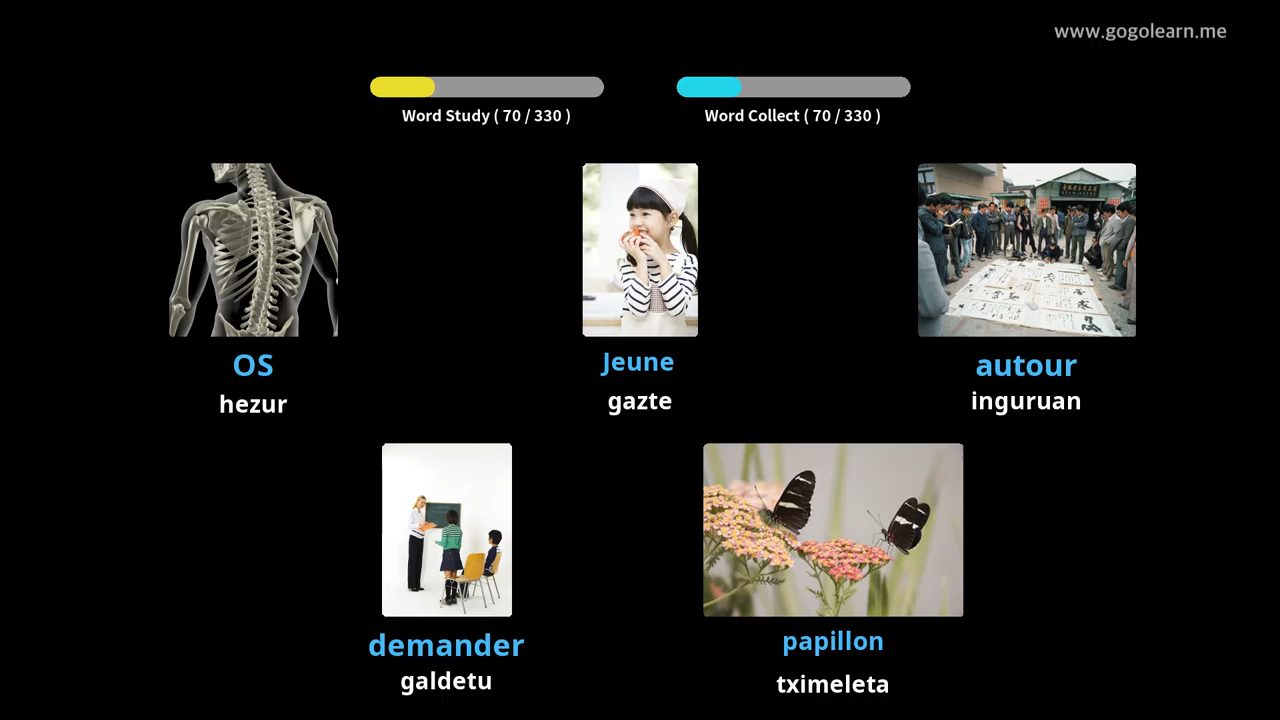 www.gogolearn.me
Word Study ( 70 / 330 )
Word Collect ( 70 / 330 )
OS
hezur
Jeune
gazte
autour
inguruan
demander
galdetu
papillon
tximeleta